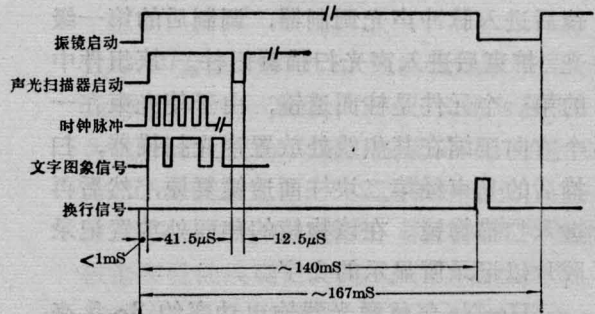 振镜启动
声光扫描器启动
时钟脉冲
文字图象信号
换行信号
41.5μS
12.5μS
<1mS
~140mS
~167mS